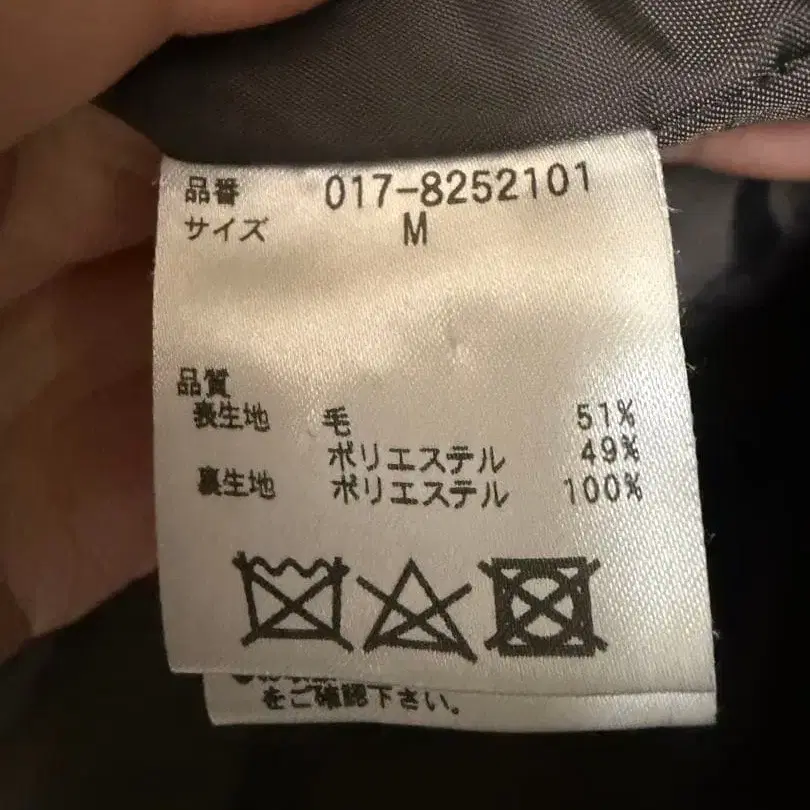 品番 017-8252101
サイズ M
品質
表生地 毛 51%
ポリエステル 49%
裏生地 ポリエステル 100%
をご確認下さい。